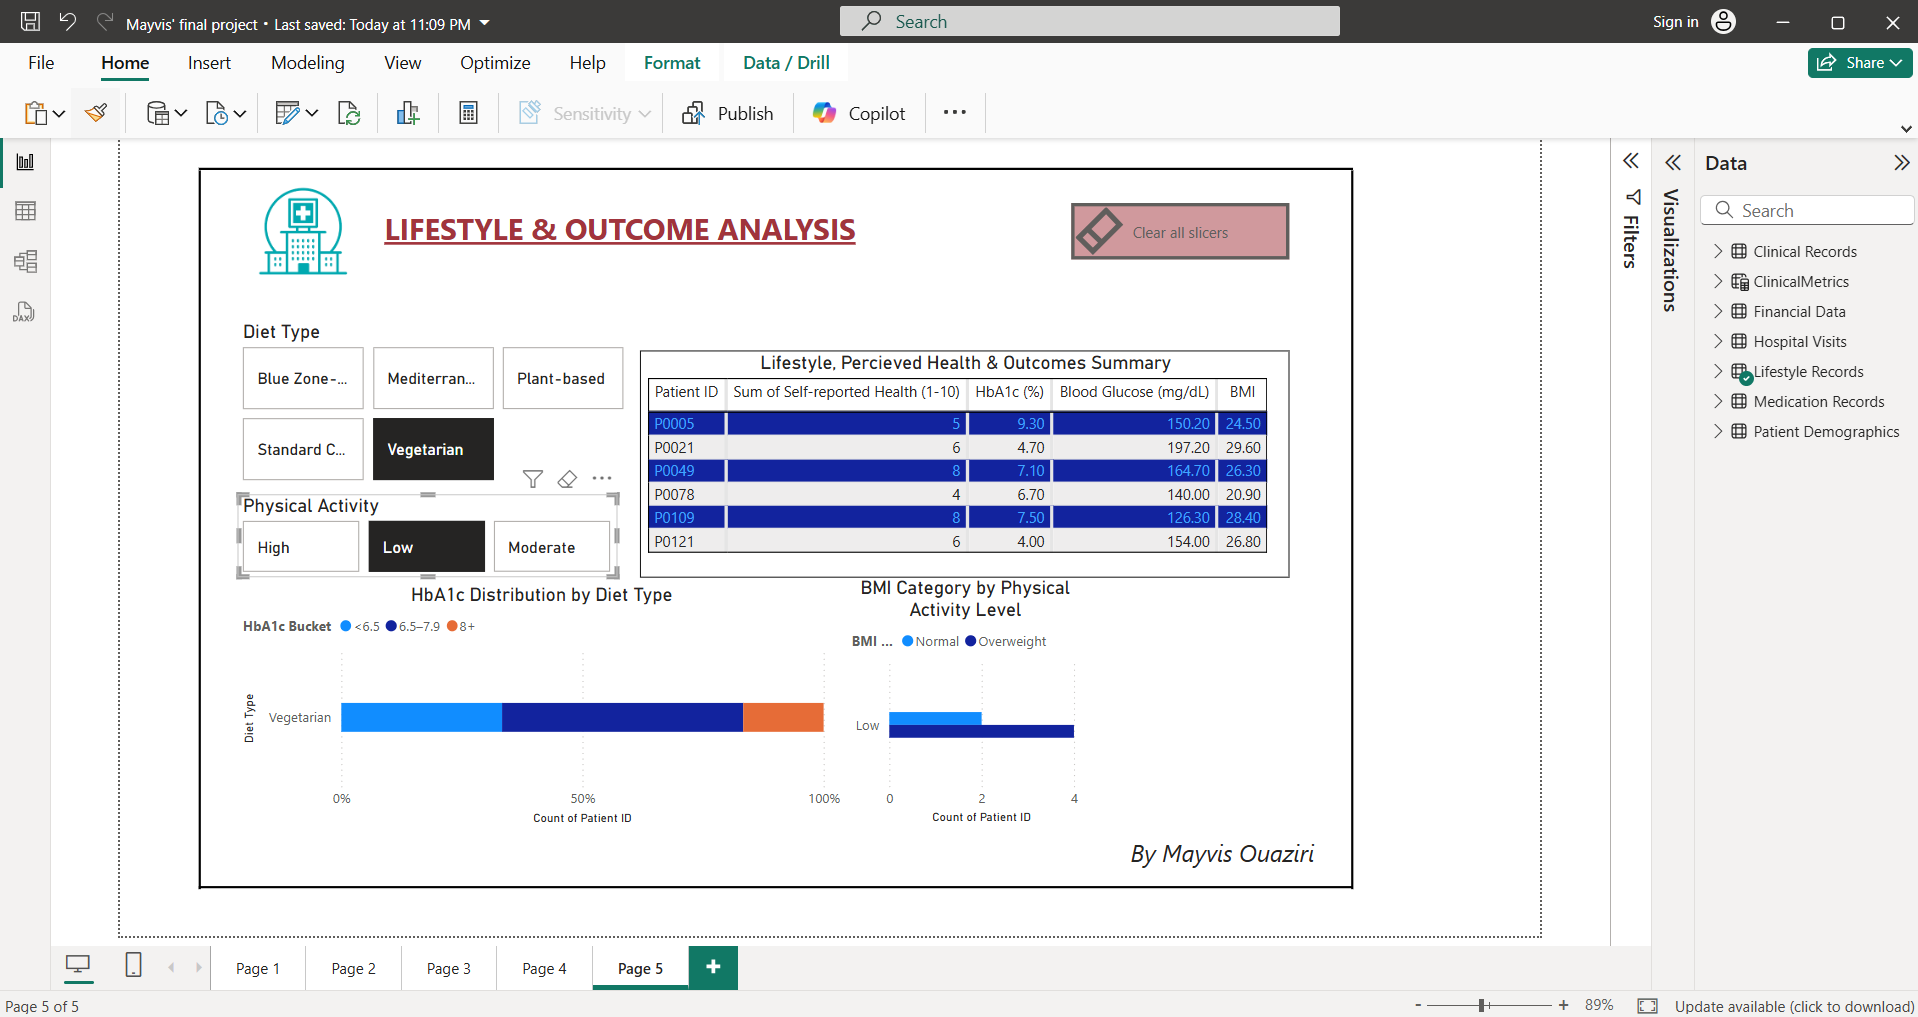 Mayvis' final project • Last saved: Today at 11:09 PM
Search
Sign in
File Home Insert Modeling View Optimize Help Format Data / Drill
Share
Sensitivity
Publish
Copilot
LIFESTYLE & OUTCOME ANALYSIS
Clear all slicers
Diet Type
Blue Zone-... Mediterran... Plant-based
Standard C... Vegetarian
Physical Activity
High Low Moderate
Lifestyle, Percieved Health & Outcomes Summary
Patient ID Sum of Self-reported Health (1-10) HbA1c (%) Blood Glucose (mg/dL) BMI
P0005 5 9.30 150.20 24.50
P0021 6 4.70 197.20 29.60
P0049 8 7.10 164.70 26.30
P0078 4 6.70 140.00 20.90
P0109 8 7.50 126.30 28.40
P0121 6 4.00 154.00 26.80
HbA1c Distribution by Diet Type
HbA1c Bucket <6.5 6.5–7.9 8+
Diet Type
Vegetarian
0% 50% 100%
Count of Patient ID
BMI Category by Physical
Activity Level
BMI ... Normal Overweight
Low
0 2 4
Count of Patient ID
By Mayvis Ouaziri
Filters
Visualizations
Data
Search
Clinical Records
ClinicalMetrics
Financial Data
Hospital Visits
Lifestyle Records
Medication Records
Patient Demographics
DAX
Page 1 Page 2 Page 3 Page 4 Page 5 +
Page 5 of 5
- + 89%
Update available (click to download)